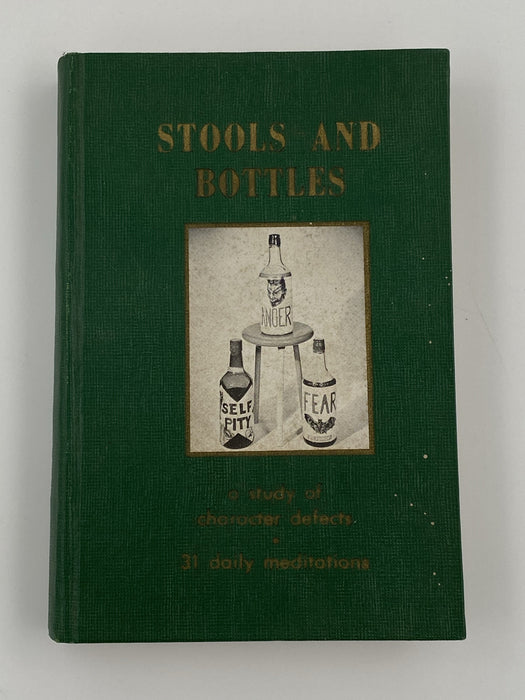 STOOLS AND
BOTTLES
ANGER
SELF
PITY
FEAR
a study of
character defects
•
31 daily meditations